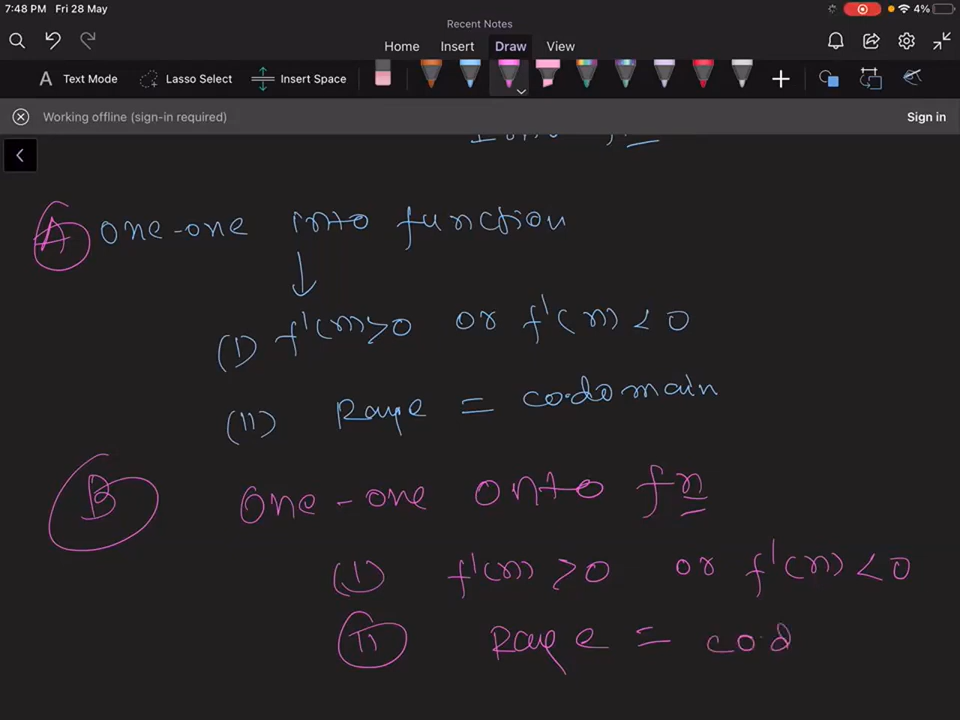 7:48 PM Fri 28 May 4%
Recent Notes
Home Insert Draw View
Text Mode Lasso Select Insert Space
Working offline (sign-in required) Sign in
A one-one into function
(I) f'(n)>0 or f'(n)<0
(II) Range = co.domain
B One-one onto fn
(I) f'(n)>0 or f'(n)<0
(II) Range = co.d